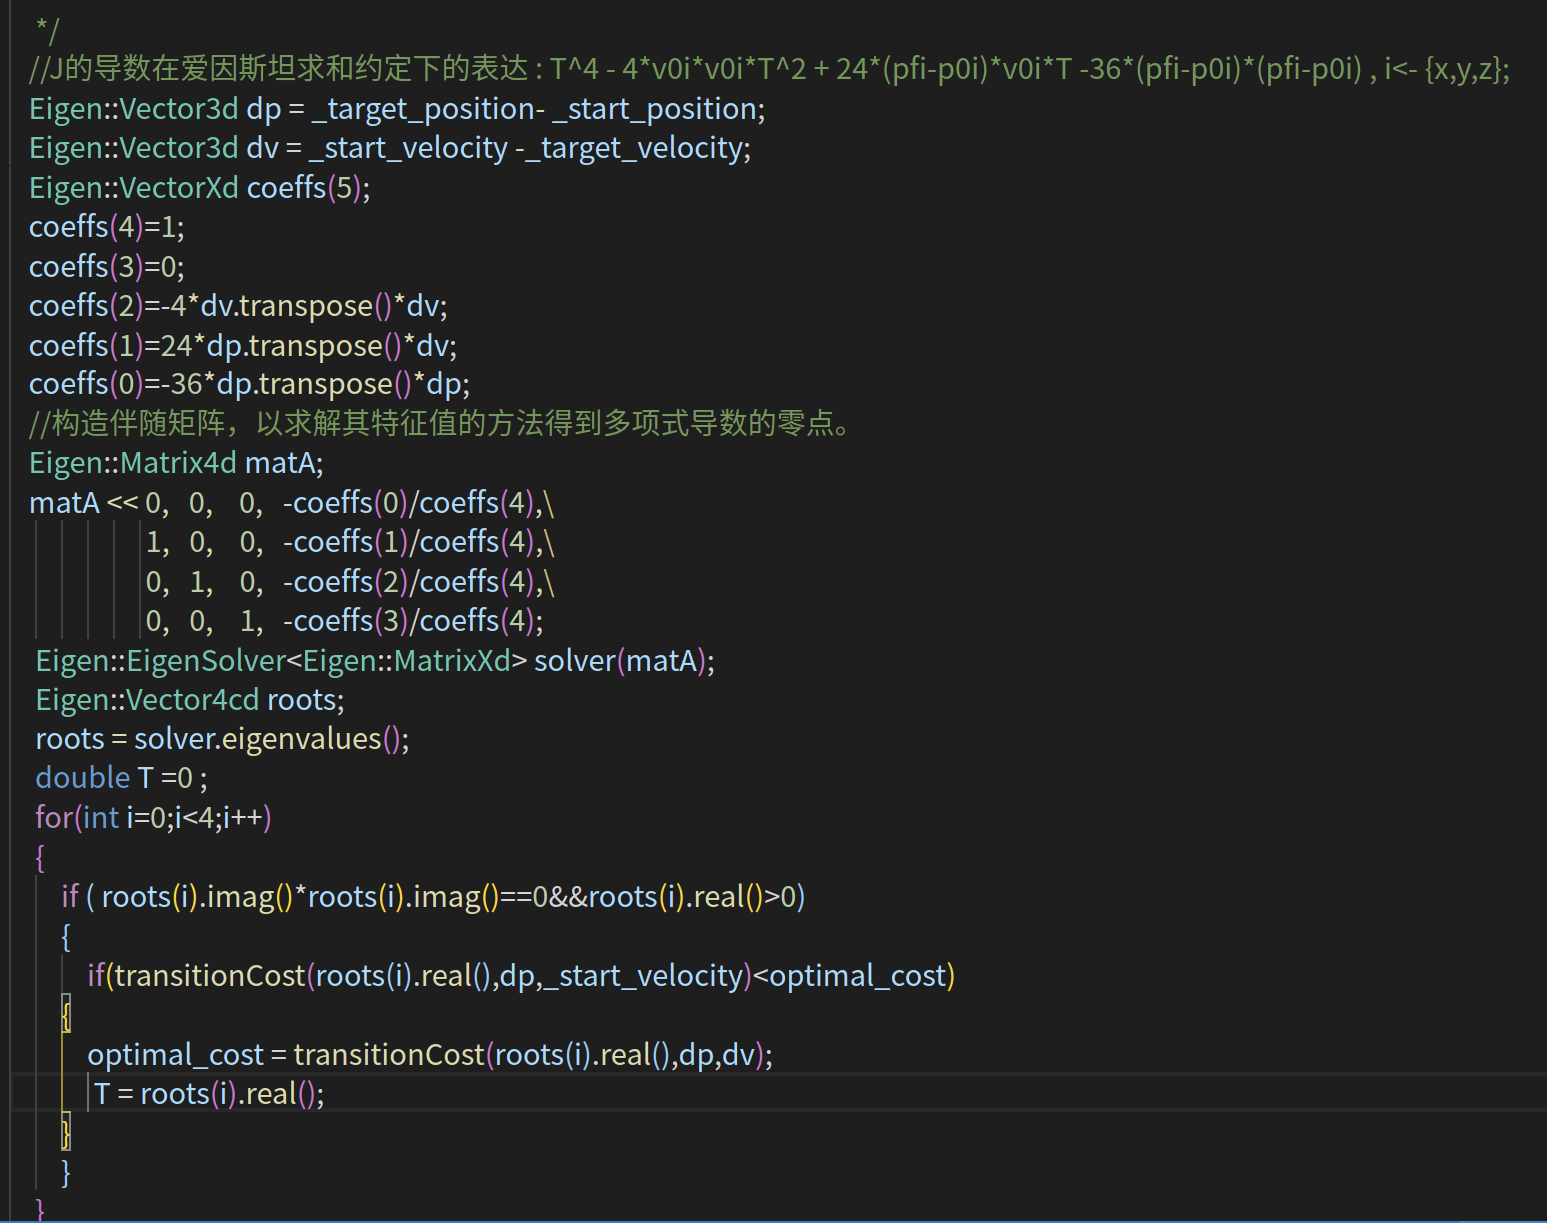 */
//J的导数在爱因斯坦求和约定下的表达 : T^4 - 4*v0i*v0i*T^2 + 24*(pfi-p0i)*v0i*T -36*(pfi-p0i)*(pfi-p0i) , i<- {x,y,z};
Eigen::Vector3d dp = _target_position- _start_position;
Eigen::Vector3d dv = _start_velocity -_target_velocity;
Eigen::VectorXd coeffs(5);
coeffs(4)=1;
coeffs(3)=0;
coeffs(2)=-4*dv.transpose()*dv;
coeffs(1)=24*dp.transpose()*dv;
coeffs(0)=-36*dp.transpose()*dp;
//构造伴随矩阵，以求解其特征值的方法得到多项式导数的零点。
Eigen::Matrix4d matA;
matA << 0, 0, 0, -coeffs(0)/coeffs(4),\
1, 0, 0, -coeffs(1)/coeffs(4),\
0, 1, 0, -coeffs(2)/coeffs(4),\
0, 0, 1, -coeffs(3)/coeffs(4);
Eigen::EigenSolver<Eigen::MatrixXd> solver(matA);
Eigen::Vector4cd roots;
roots = solver.eigenvalues();
double T =0 ;
for(int i=0;i<4;i++)
{
if ( roots(i).imag()*roots(i).imag()==0&&roots(i).real()>0)
{
if(transitionCost(roots(i).real(),dp,_start_velocity)<optimal_cost)
{
optimal_cost = transitionCost(roots(i).real(),dp,dv);
T = roots(i).real();
}
}
}